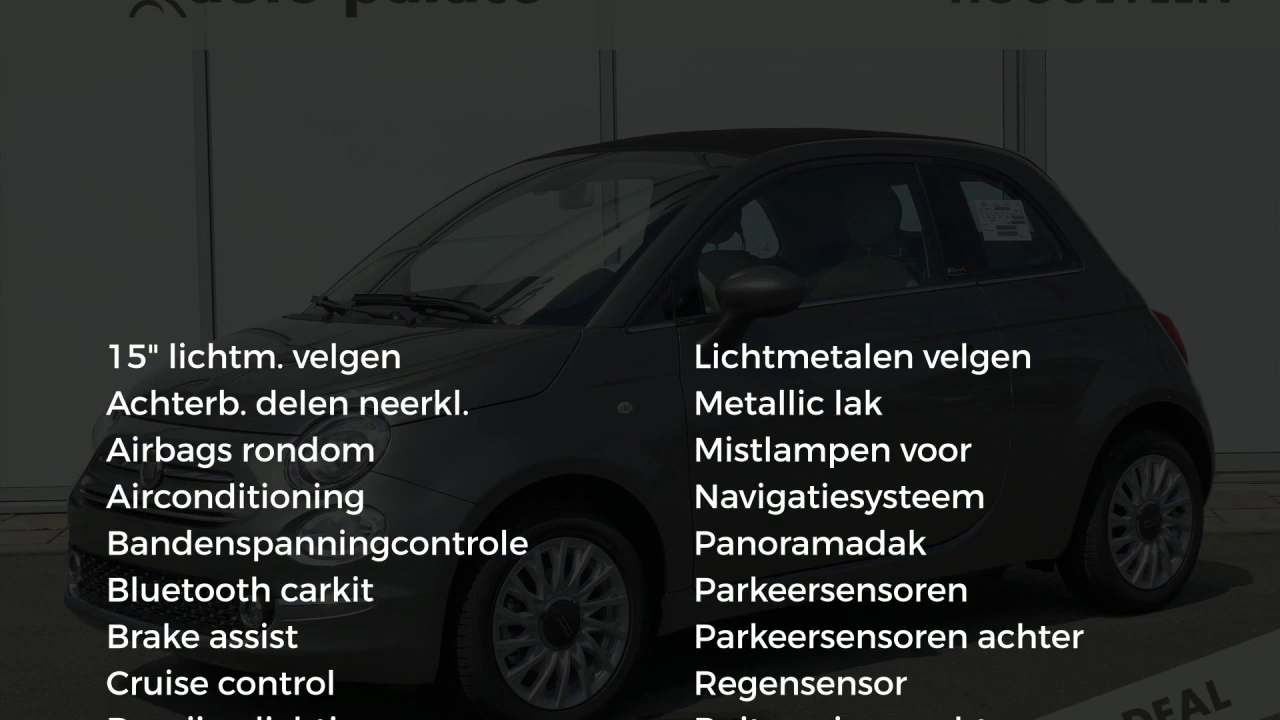 15" lichtm. velgen
Achterb. delen neerkl.
Airbags rondom
Airconditioning
Bandenspanningcontrole
Bluetooth carkit
Brake assist
Cruise control
Lichtmetalen velgen
Metallic lak
Mistlampen voor
Navigatiesysteem
Panoramadak
Parkeersensoren
Parkeersensoren achter
Regensensor
DEAL